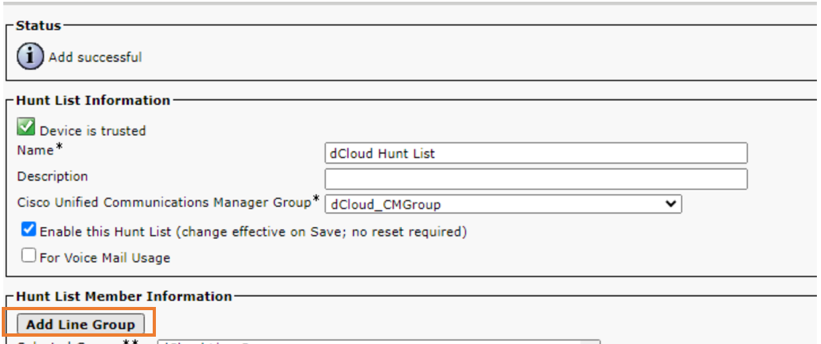 Status
Add successful
Hunt List Information
Device is trusted
Name* dCloud Hunt List
Description
Cisco Unified Communications Manager Group* dCloud_CMGroup
Enable this Hunt List (change effective on Save; no reset required)
For Voice Mail Usage
Hunt List Member Information
Add Line Group